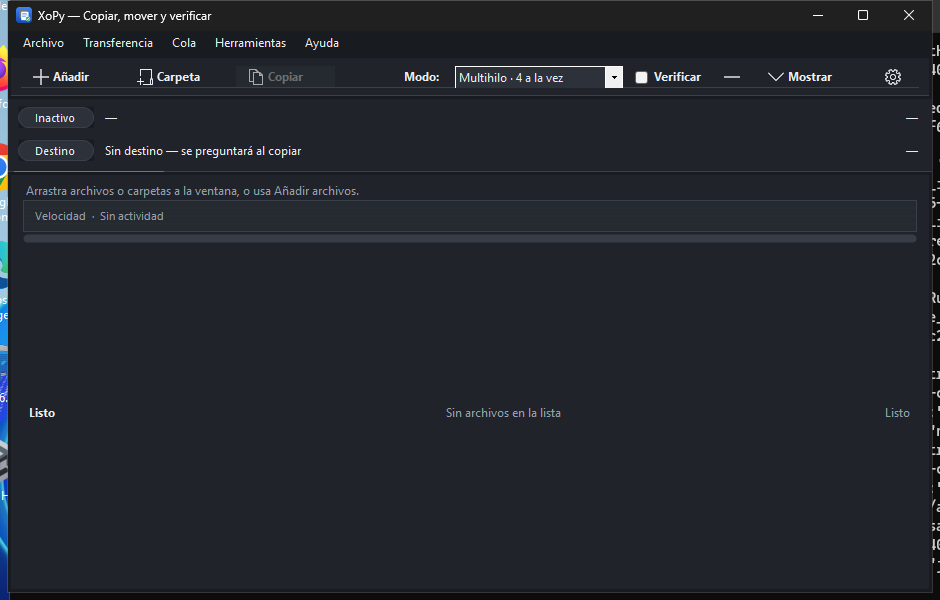 XoPy — Copiar, mover y verificar
Archivo Transferencia Cola Herramientas Ayuda
Añadir Carpeta Copiar Modo: Multihilo · 4 a la vez Verificar — Mostrar
Inactivo — —
Destino Sin destino — se preguntará al copiar —
Arrastra archivos o carpetas a la ventana, o usa Añadir archivos.
Velocidad · Sin actividad
Listo Sin archivos en la lista Listo